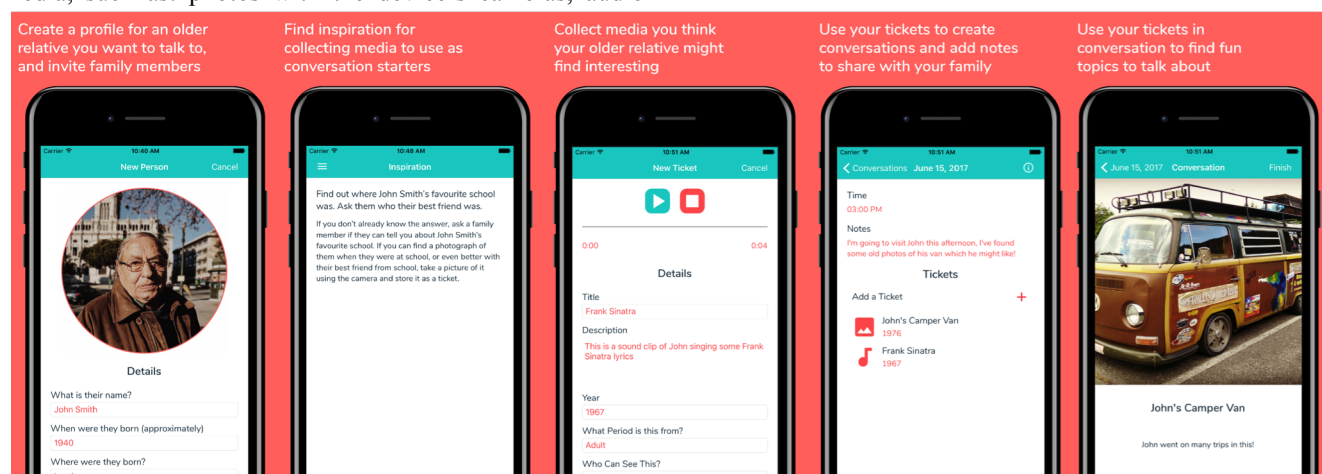 Create a profile for an older
relative you want to talk to,
and invite family members
Find inspiration for
collecting media to use as
conversation starters
Collect media you think
your older relative might
find interesting
Use your tickets to create
conversations and add notes
to share with your family
Use your tickets in
conversation to find fun
topics to talk about
Carrier 10:40 AM
New Person Cancel
Details
What is their name?
John Smith
When were they born (approximately)
1940
Where were they born?
Carrier 10:48 AM
Inspiration
Find out where John Smith's favourite school
was. Ask them who their best friend was.
If you don't already know the answer, ask a family
member if they can tell you about John Smith's
favourite school. If you can find a photograph of
them when they were at school, or even better with
their best friend from school, take a picture of it
using the camera and store it as a ticket.
Carrier 10:51 AM
New Ticket Cancel
0:00 0:04
Details
Title
Frank Sinatra
Description
This is a sound clip of John singing some Frank
Sinatra lyrics
Year
1967
What Period is this from?
Adult
Who Can See This?
Carrier 10:51 AM
Conversations June 15, 2017
Time
03:00 PM
Notes
I'm going to visit John this afternoon, I've found
some old photos of his van which he might like!
Tickets
Add a Ticket +
John's Camper Van
1976
Frank Sinatra
1967
Carrier 10:51 AM
June 15, 2017 Conversation Finish
John's Camper Van
John went on many trips in this!